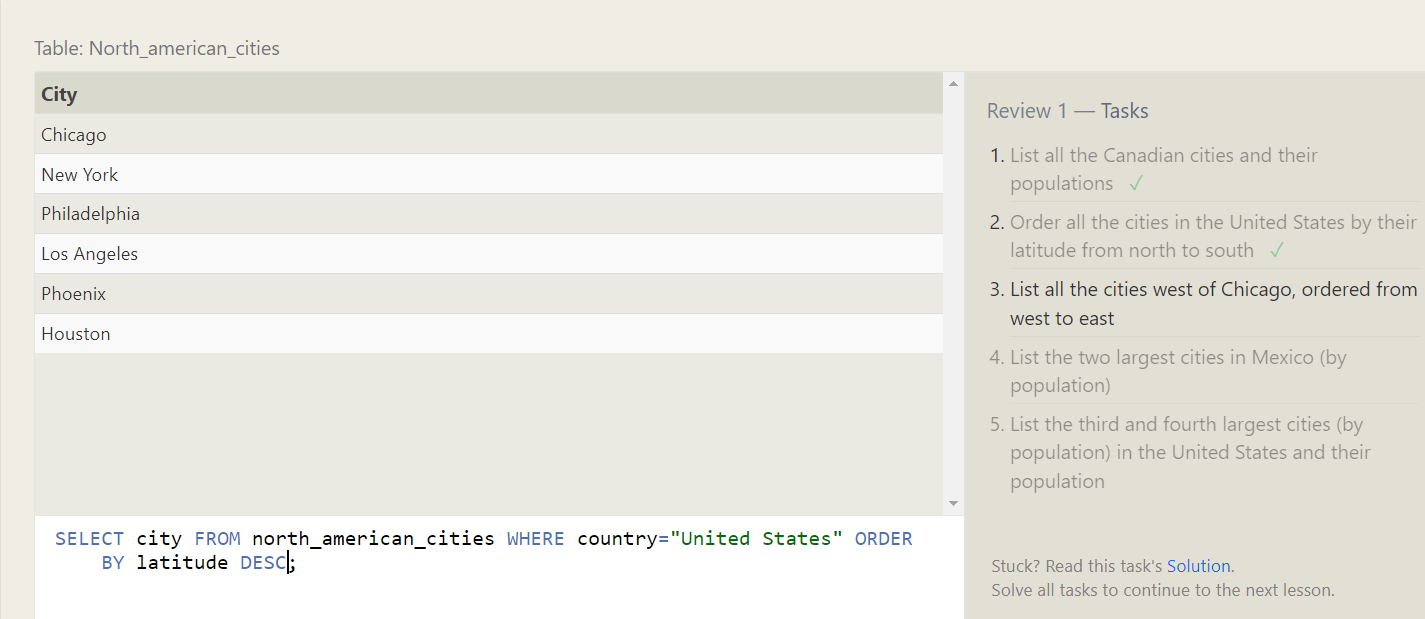 Table: North_american_cities
City
Chicago
New York
Philadelphia
Los Angeles
Phoenix
Houston
SELECT city FROM north_american_cities WHERE country="United States" ORDER
BY latitude DESC;
Review 1 — Tasks
1. List all the Canadian cities and their
populations ✓
2. Order all the cities in the United States by their
latitude from north to south ✓
3. List all the cities west of Chicago, ordered from
west to east
4. List the two largest cities in Mexico (by
population)
5. List the third and fourth largest cities (by
population) in the United States and their
population
Stuck? Read this task's Solution.
Solve all tasks to continue to the next lesson.